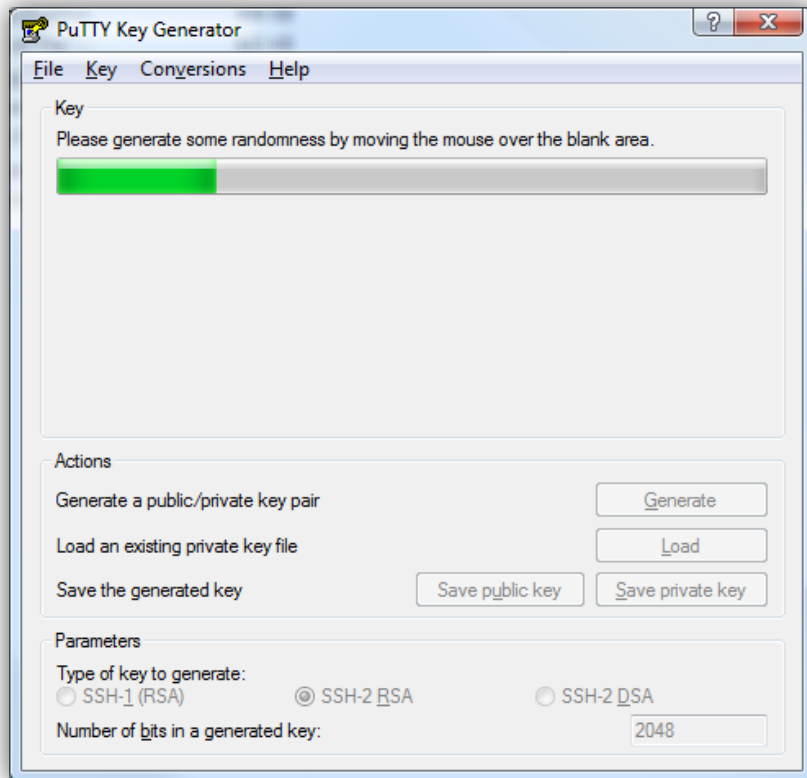 PuTTY Key Generator
File Key Conversions Help
Key
Please generate some randomness by moving the mouse over the blank area.
Actions
Generate a public/private key pair Generate
Load an existing private key file Load
Save the generated key Save public key Save private key
Parameters
Type of key to generate:
SSH-1 (RSA) SSH-2 RSA SSH-2 DSA
Number of bits in a generated key: 2048